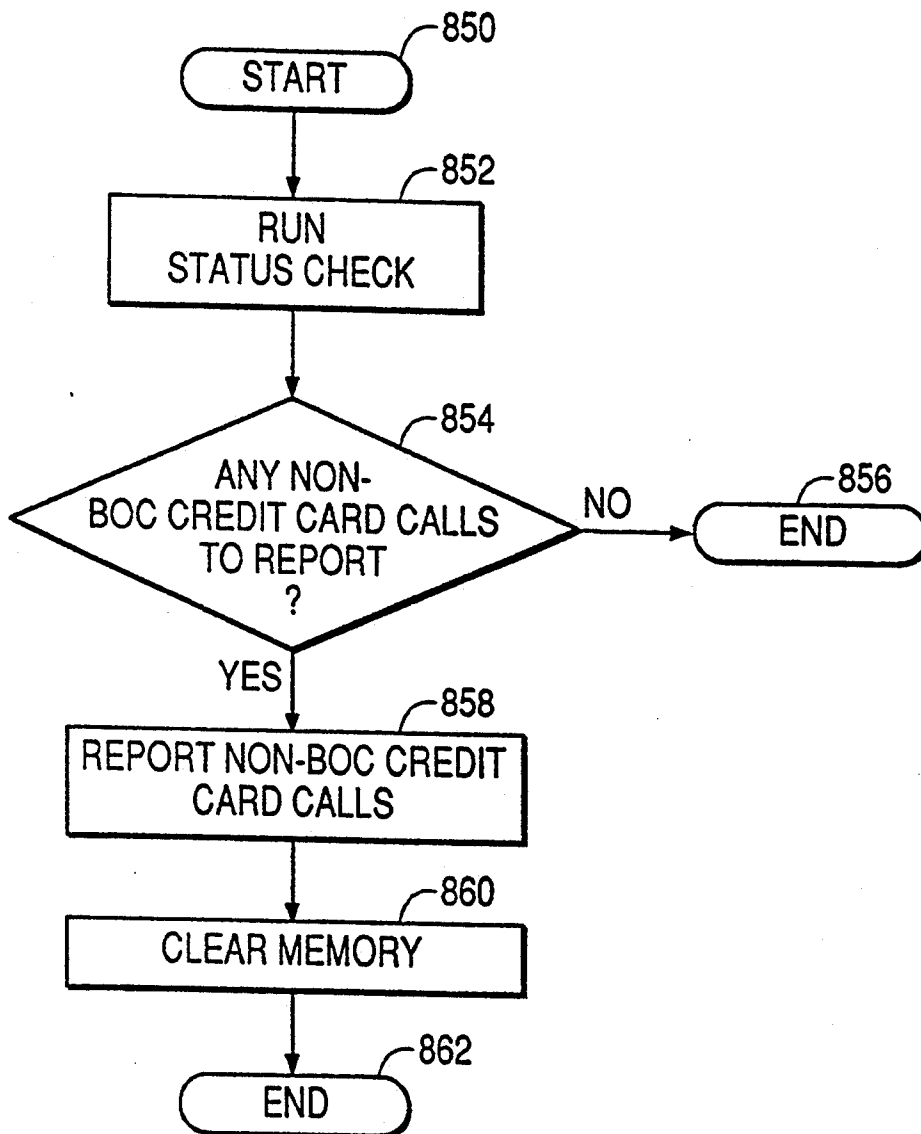 850
START
852
RUN
STATUS CHECK
854
ANY NON-
BOC CREDIT CARD CALLS
TO REPORT
?
NO
856
END
YES
858
REPORT NON-BOC CREDIT
CARD CALLS
860
CLEAR MEMORY
862
END